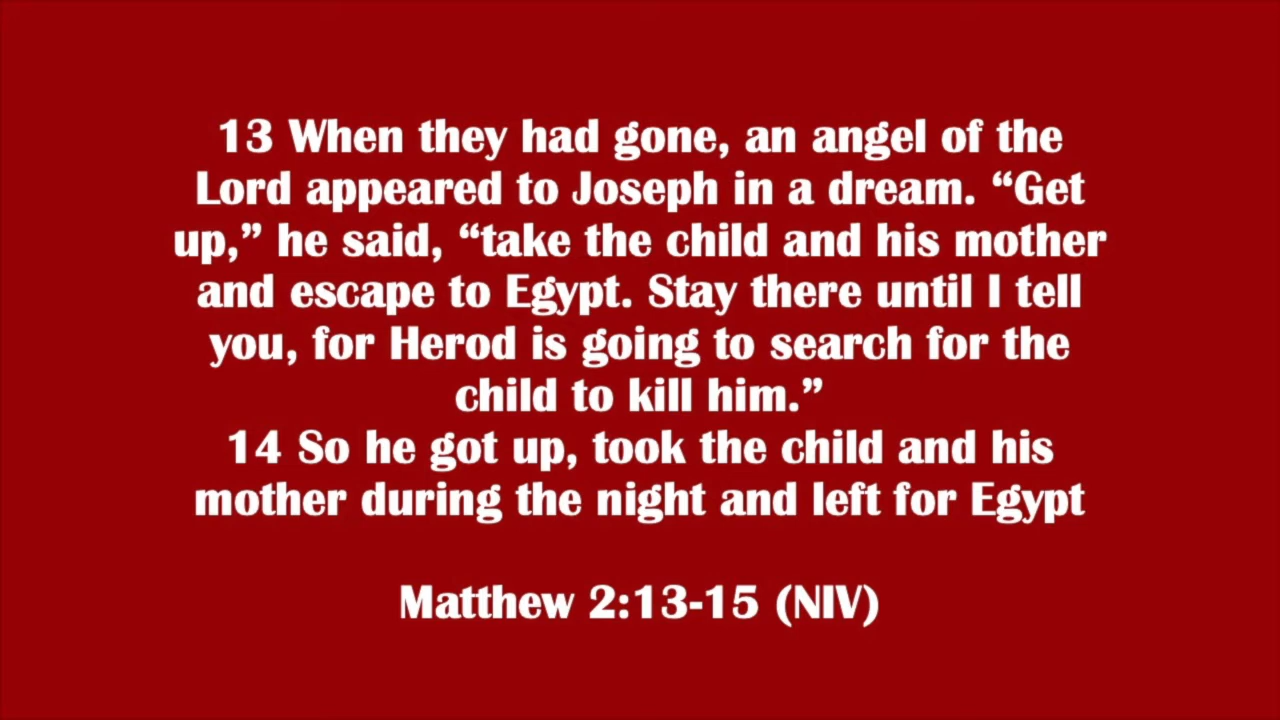 13 When they had gone, an angel of the
Lord appeared to Joseph in a dream. “Get
up,” he said, “take the child and his mother
and escape to Egypt. Stay there until I tell
you, for Herod is going to search for the
child to kill him.”
14 So he got up, took the child and his
mother during the night and left for Egypt
Matthew 2:13-15 (NIV)